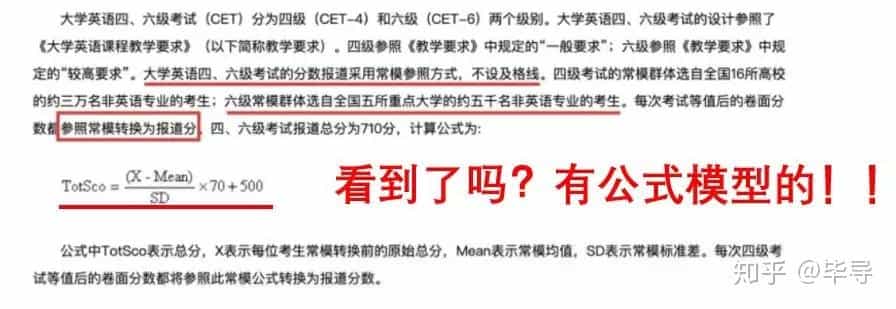 大学英语四、六级考试（CET）分为四级（CET-4）和六级（CET-6）两个级别。大学英语四、六级考试的设计参照了
《大学英语课程教学要求》（以下简称教学要求）。四级参照《教学要求》中规定的“一般要求”；六级参照《教学要求》中规
定的“较高要求”。大学英语四、六级考试的分数报道采用常模参照方式，不设及格线。四级考试的常模群体选自全国16所高校
的约三万名非英语专业的考生；六级常模群体选自全国五所重点大学的约五千名非英语专业的考生。每次考试等值后的卷面分
数都参照常模转换为报道分。四、六级考试报道总分为710分，计算公式为：
TotSco = (X - Mean) / SD ×70+500
看到了吗？有公式模型的！！
公式中TotSco表示总分，X表示每位考生常模转换前的原始总分，Mean表示常模均值，SD表示常模标准差。每次四级考
试等值后的卷面分数都将参照此常模公式转换为报道分数。
知乎 @毕导